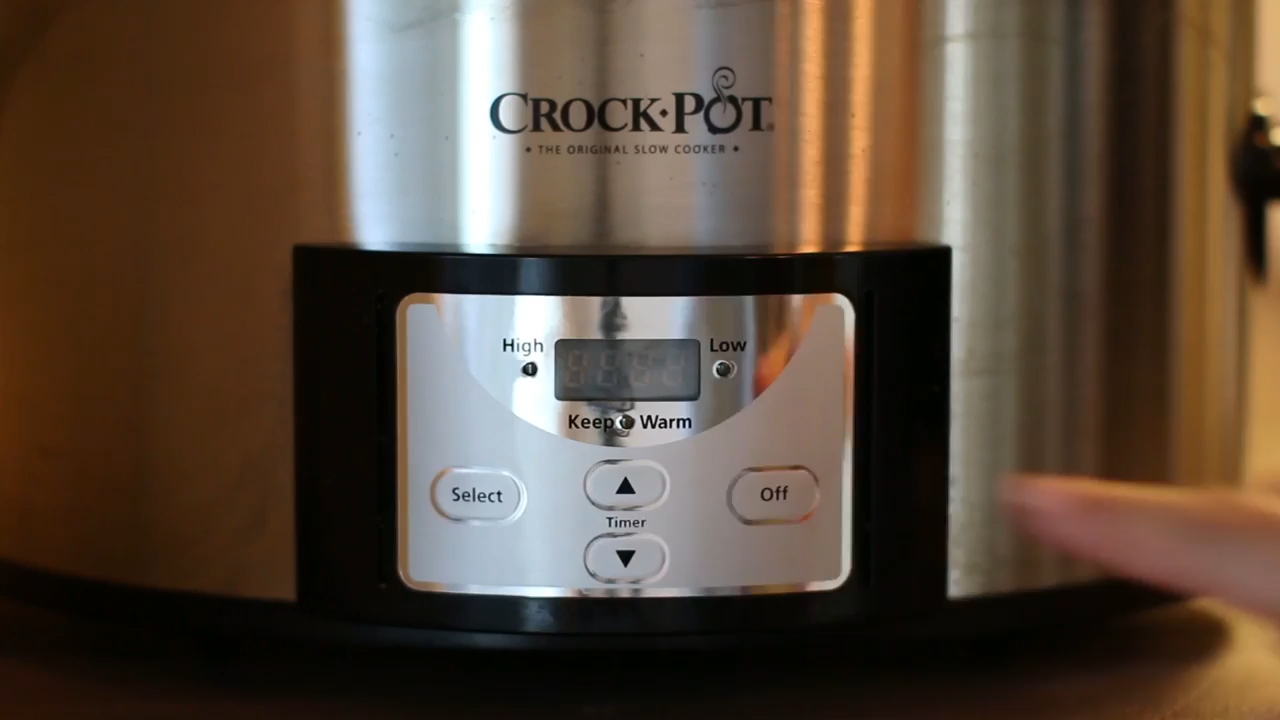 CROCK·POT
• THE ORIGINAL SLOW COOKER •
High
Low
Keep Warm
Select
▲
Off
Timer
▼